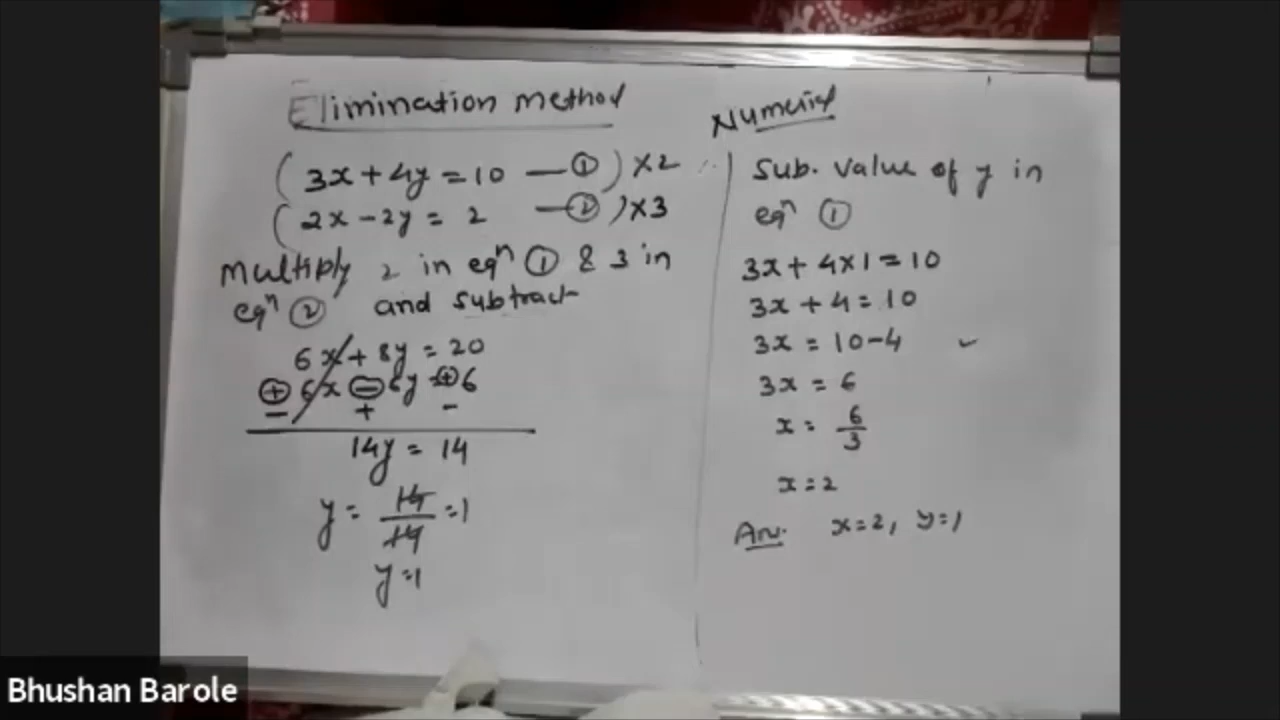 Elimination method
(3x + 4y = 10 — ①) ×2
(2x - 2y = 2 — ②) ×3
Multiply 2 in eqⁿ ① & 3 in
eqⁿ ② and subtract
6x + 8y = 20
⊕ 6x ⊖ 6y = ⊕ 6
− + −
14y = 14
y = 14/14 = 1
y = 1
Numerical
Sub. value of y in
eqⁿ ①
3x + 4×1 = 10
3x + 4 = 10
3x = 10-4
3x = 6
x = 6/3
x = 2
Ans. x=2, y=1
Bhushan Barole